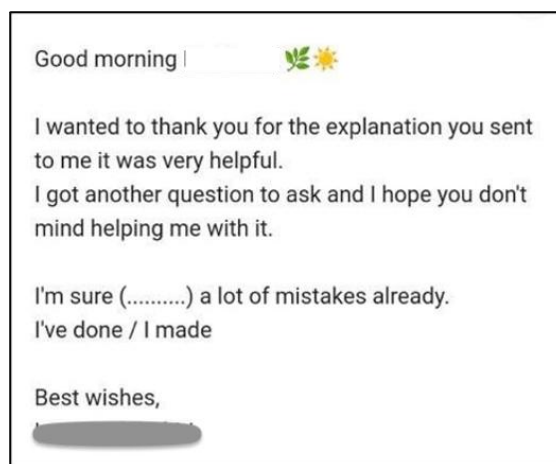 Good morning
I wanted to thank you for the explanation you sent
to me it was very helpful.
I got another question to ask and I hope you don't
mind helping me with it.
I'm sure (..........) a lot of mistakes already.
I've done / I made
Best wishes,